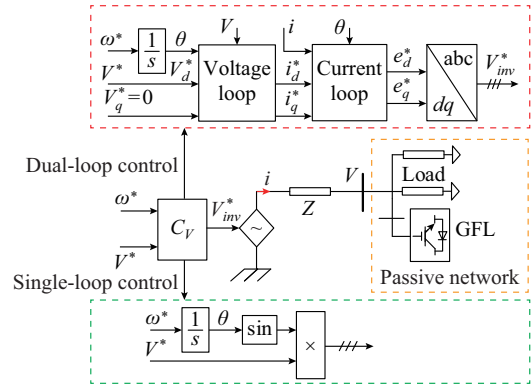 ω* 1/s θ V i θ
V* V_d* Voltage loop i_d* Current loop e_d* abc V_inv*
V_q*=0 i_q* e_q* dq
Dual-loop control
ω* V_inv* i V Load
C_V ~ Z GFL
V*
Single-loop control Passive network
ω* 1/s θ sin
V* ×